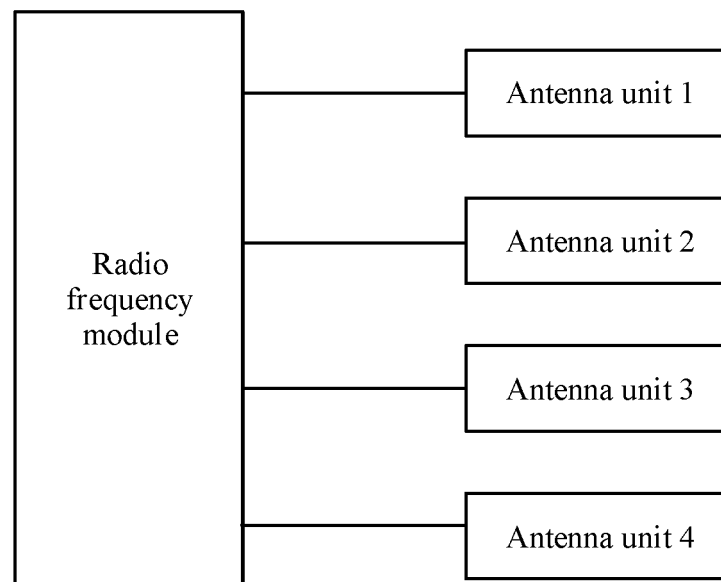 Radio
frequency
module
Antenna unit 1
Antenna unit 2
Antenna unit 3
Antenna unit 4